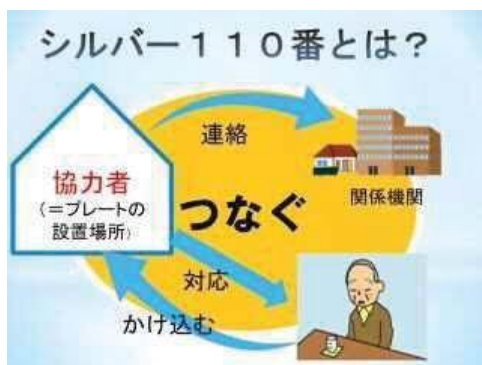 シルバー１１０番とは？
連絡
協力者
(＝プレートの
設置場所)
関係機関
つなぐ
対応
かけ込む